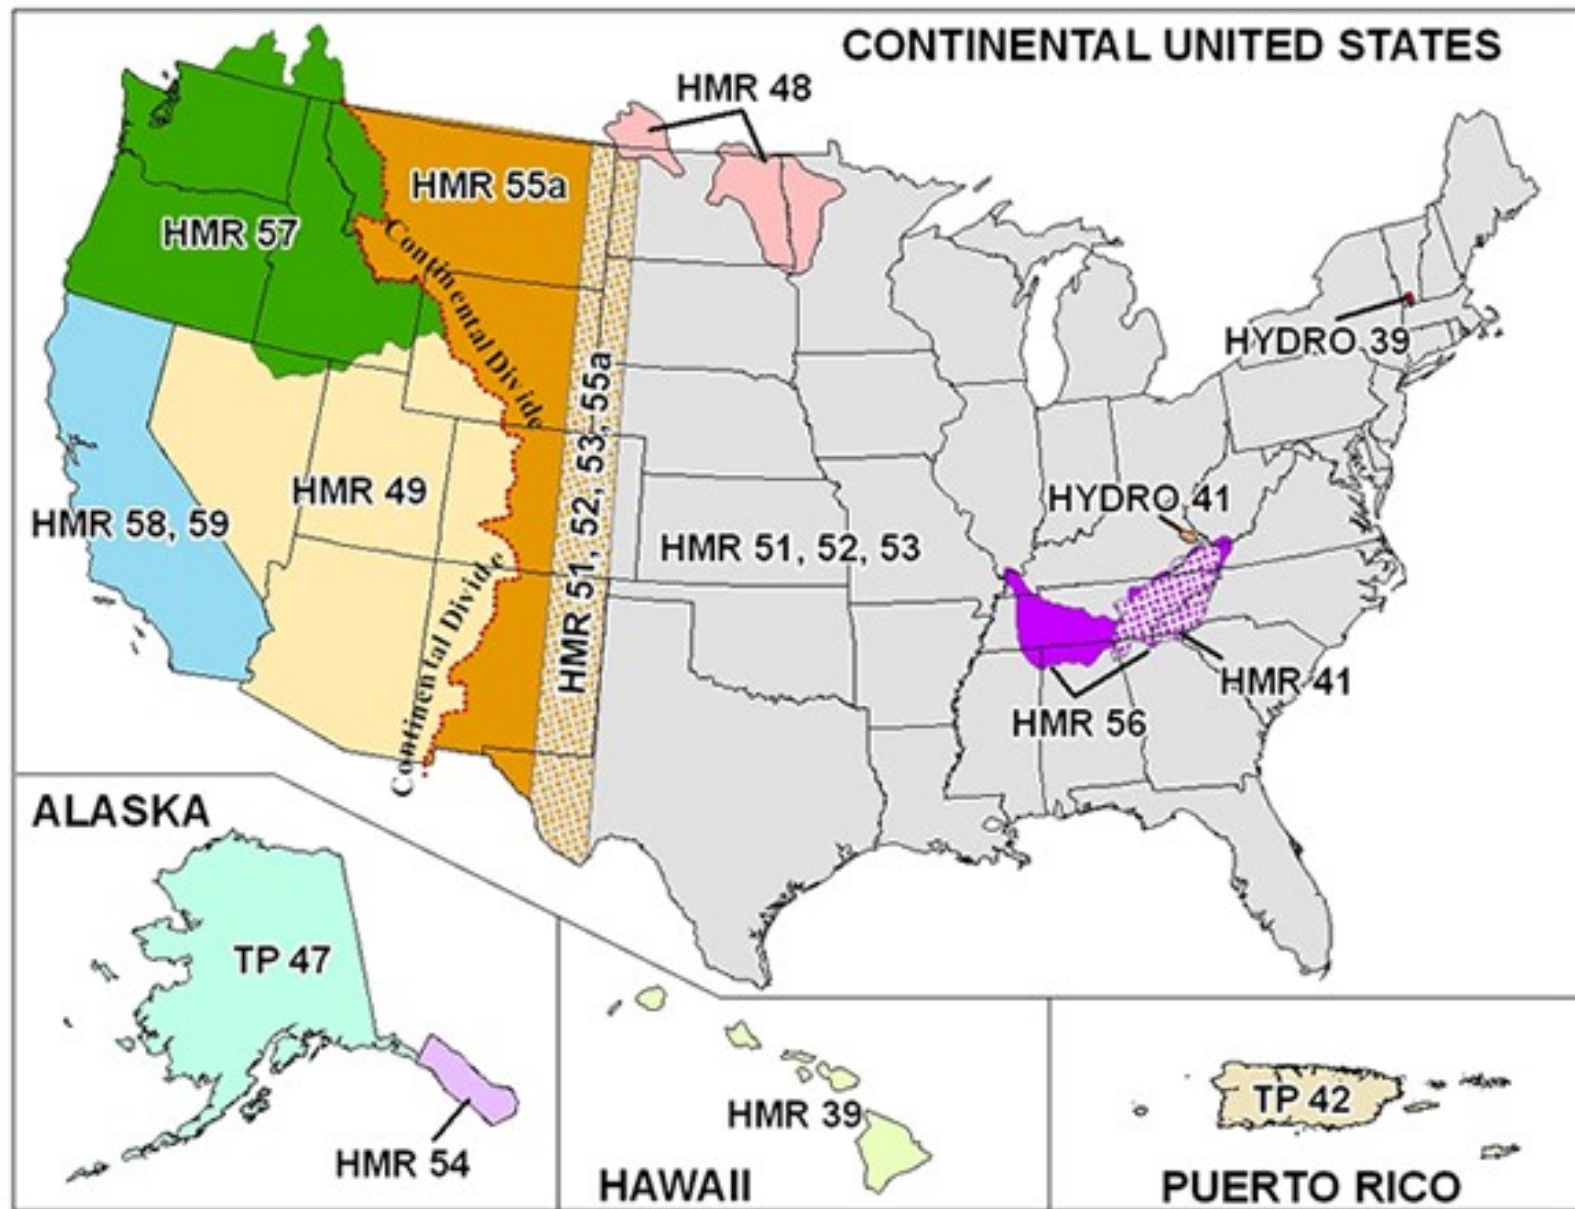 CONTINENTAL UNITED STATES
HMR 48
HMR 55a
HMR 57
Continental Divide
HYDRO 39
HMR 51, 52, 53, 55a
HMR 49
HYDRO 41
HMR 58, 59
HMR 51, 52, 53
Continental Divide
HMR 41
HMR 56
ALASKA
TP 47
HMR 54
HMR 39
HAWAII
TP 42
PUERTO RICO